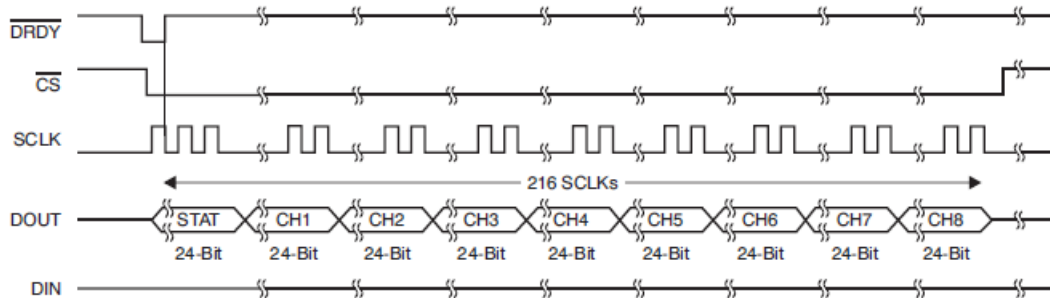 DRDY
CS
SCLK
216 SCLKs
DOUT STAT CH1 CH2 CH3 CH4 CH5 CH6 CH7 CH8
24-Bit 24-Bit 24-Bit 24-Bit 24-Bit 24-Bit 24-Bit 24-Bit 24-Bit
DIN